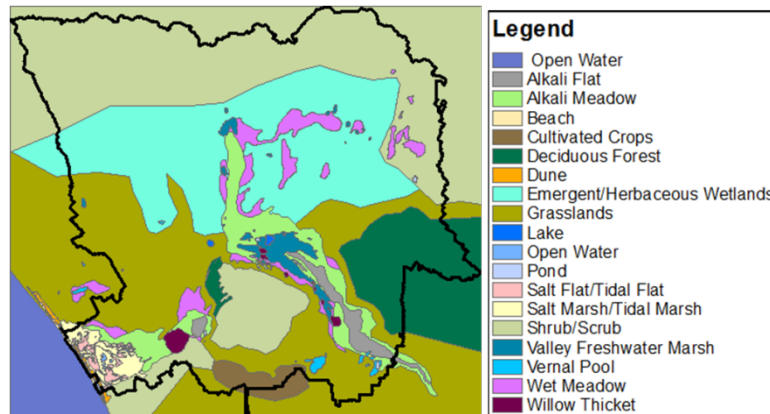 Legend
Open Water
Alkali Flat
Alkali Meadow
Beach
Cultivated Crops
Deciduous Forest
Dune
Emergent/Herbaceous Wetlands
Grasslands
Lake
Open Water
Pond
Salt Flat/Tidal Flat
Salt Marsh/Tidal Marsh
Shrub/Scrub
Valley Freshwater Marsh
Vernal Pool
Wet Meadow
Willow Thicket